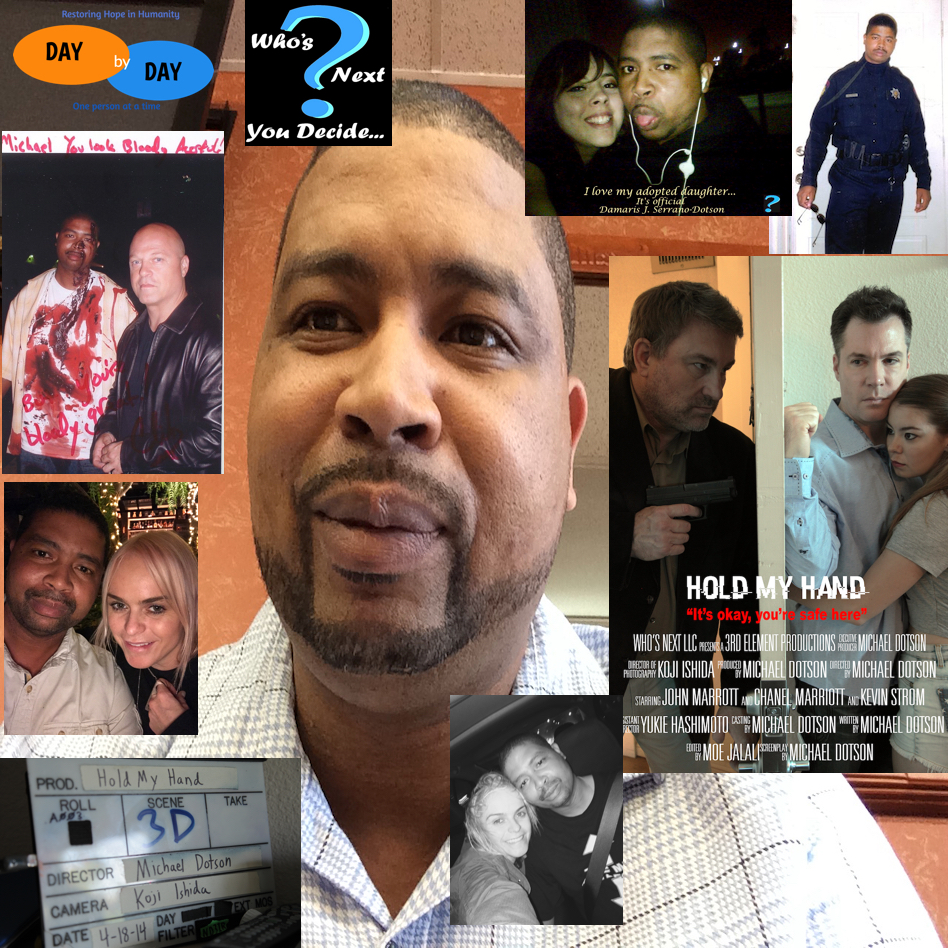 Restoring Hope in Humanity
DAY
by
DAY
One person at a time
Who's
?
Next
You Decide...
I love my adopted daughter...
It's official
Damaris J. Serrano-Dotson
?
Michael You look Bloody
bloody
HOLD MY HAND
“It's okay, you're safe here”
WHO'S NEXT LLC PRESENTS A 3RD ELEMENT PRODUCTIONS EXECUTIVE PRODUCER MICHAEL DOTSON
DIRECTOR OF PHOTOGRAPHY KOJI ISHIDA PRODUCED BY MICHAEL DOTSON DIRECTED BY MICHAEL DOTSON
STARRING JOHN MARROTT AND CHANEL MARRIOTT AND KEVIN STROM
YUKIE HASHIMOTO CASTING BY MICHAEL DOTSON WRITTEN BY MICHAEL DOTSON
EDITED BY MOE JALALI SCREENPLAY BY MICHAEL DOTSON
PROD. Hold My Hand
ROLL SCENE TAKE
3D
DIRECTOR Michael Dotson
CAMERA Koji Ishida
DATE 4-18-14 DAY EXT MOS
FILTER